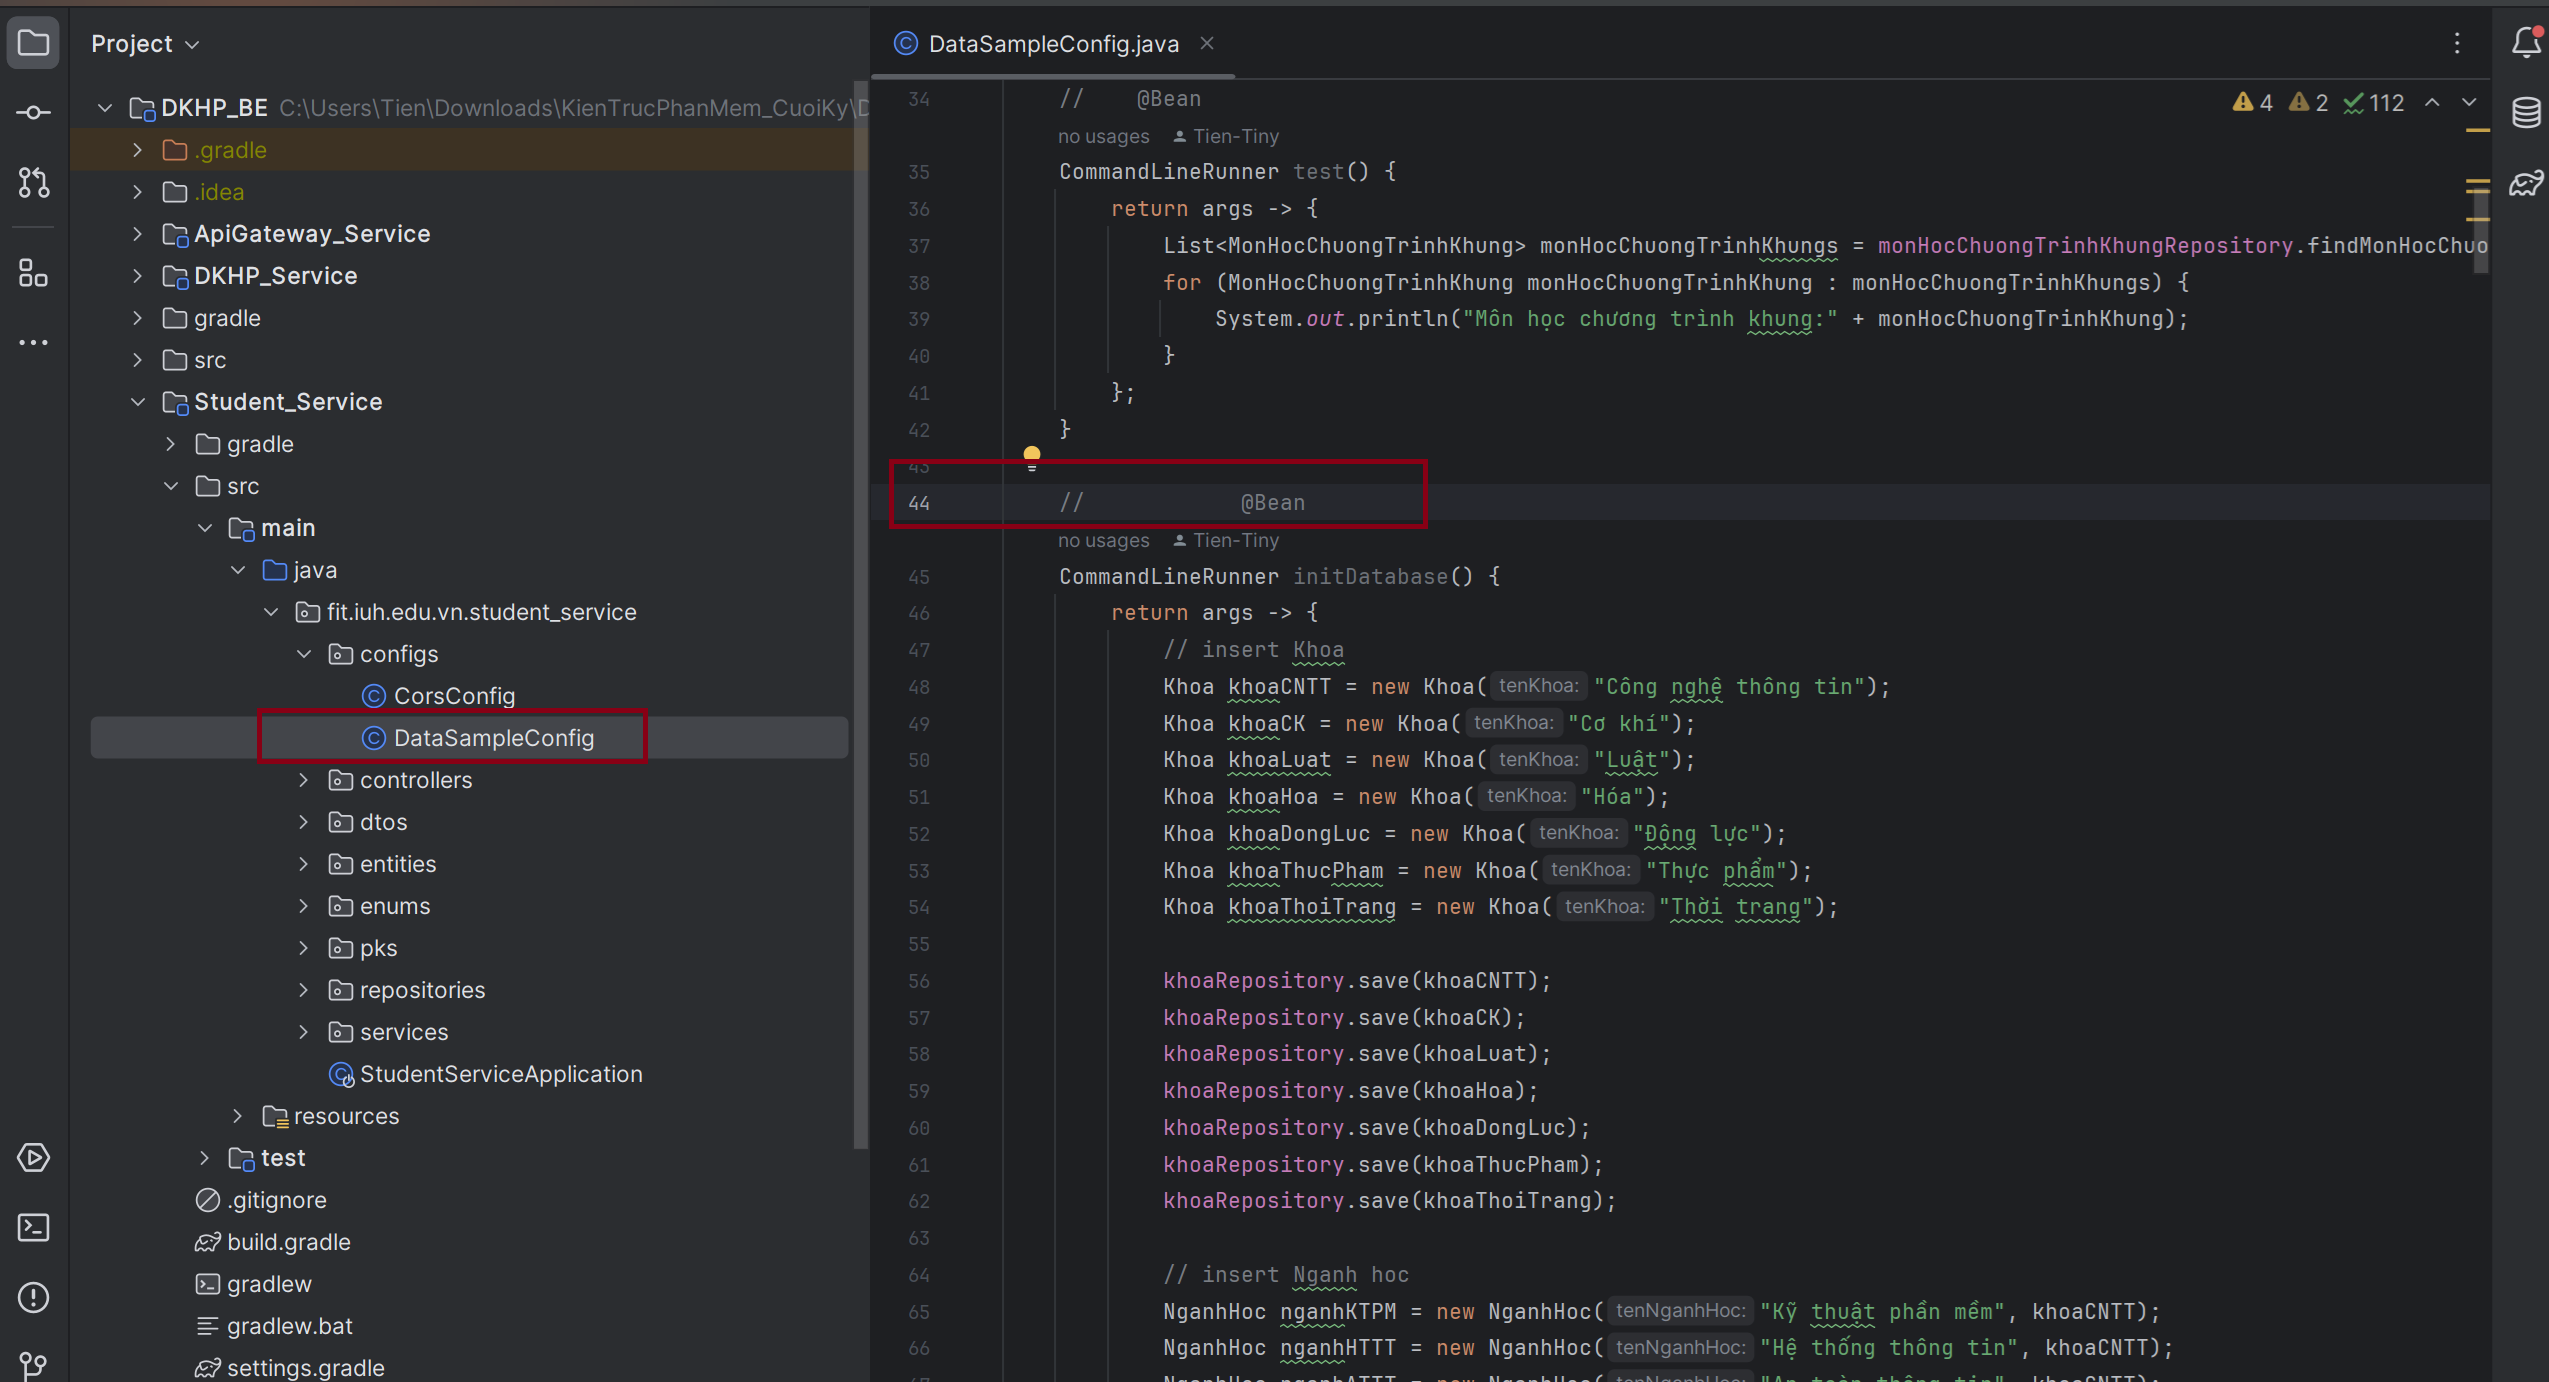 Project
DKHP_BE C:\Users\Tien\Downloads\KienTrucPhanMem_CuoiKy\D
.gradle
.idea
ApiGateway_Service
DKHP_Service
gradle
src
Student_Service
gradle
src
main
java
fit.iuh.edu.vn.student_service
configs
CorsConfig
DataSampleConfig
controllers
dtos
entities
enums
pks
repositories
services
StudentServiceApplication
resources
test
.gitignore
build.gradle
gradlew
gradlew.bat
settings.gradle
DataSampleConfig.java
4 2 112
34 // @Bean
no usages Tien-Tiny
35 CommandLineRunner test() {
36 return args -> {
37 List<MonHocChuongTrinhKhung> monHocChuongTrinhKhungs = monHocChuongTrinhKhungRepository.findMonHocChuo
38 for (MonHocChuongTrinhKhung monHocChuongTrinhKhung : monHocChuongTrinhKhungs) {
39 System.out.println("Môn học chương trình khung:" + monHocChuongTrinhKhung);
40 }
41 };
42 }
43
44 // @Bean
no usages Tien-Tiny
45 CommandLineRunner initDatabase() {
46 return args -> {
47 // insert Khoa
48 Khoa khoaCNTT = new Khoa( tenKhoa: "Công nghệ thông tin");
49 Khoa khoaCK = new Khoa( tenKhoa: "Cơ khí");
50 Khoa khoaLuat = new Khoa( tenKhoa: "Luật");
51 Khoa khoaHoa = new Khoa( tenKhoa: "Hóa");
52 Khoa khoaDongLuc = new Khoa( tenKhoa: "Động lực");
53 Khoa khoaThucPham = new Khoa( tenKhoa: "Thực phẩm");
54 Khoa khoaThoiTrang = new Khoa( tenKhoa: "Thời trang");
55
56 khoaRepository.save(khoaCNTT);
57 khoaRepository.save(khoaCK);
58 khoaRepository.save(khoaLuat);
59 khoaRepository.save(khoaHoa);
60 khoaRepository.save(khoaDongLuc);
61 khoaRepository.save(khoaThucPham);
62 khoaRepository.save(khoaThoiTrang);
63
64 // insert Nganh hoc
65 NganhHoc nganhKTPM = new NganhHoc( tenNganhHoc: "Kỹ thuật phần mềm", khoaCNTT);
66 NganhHoc nganhHTTT = new NganhHoc( tenNganhHoc: "Hệ thống thông tin", khoaCNTT);